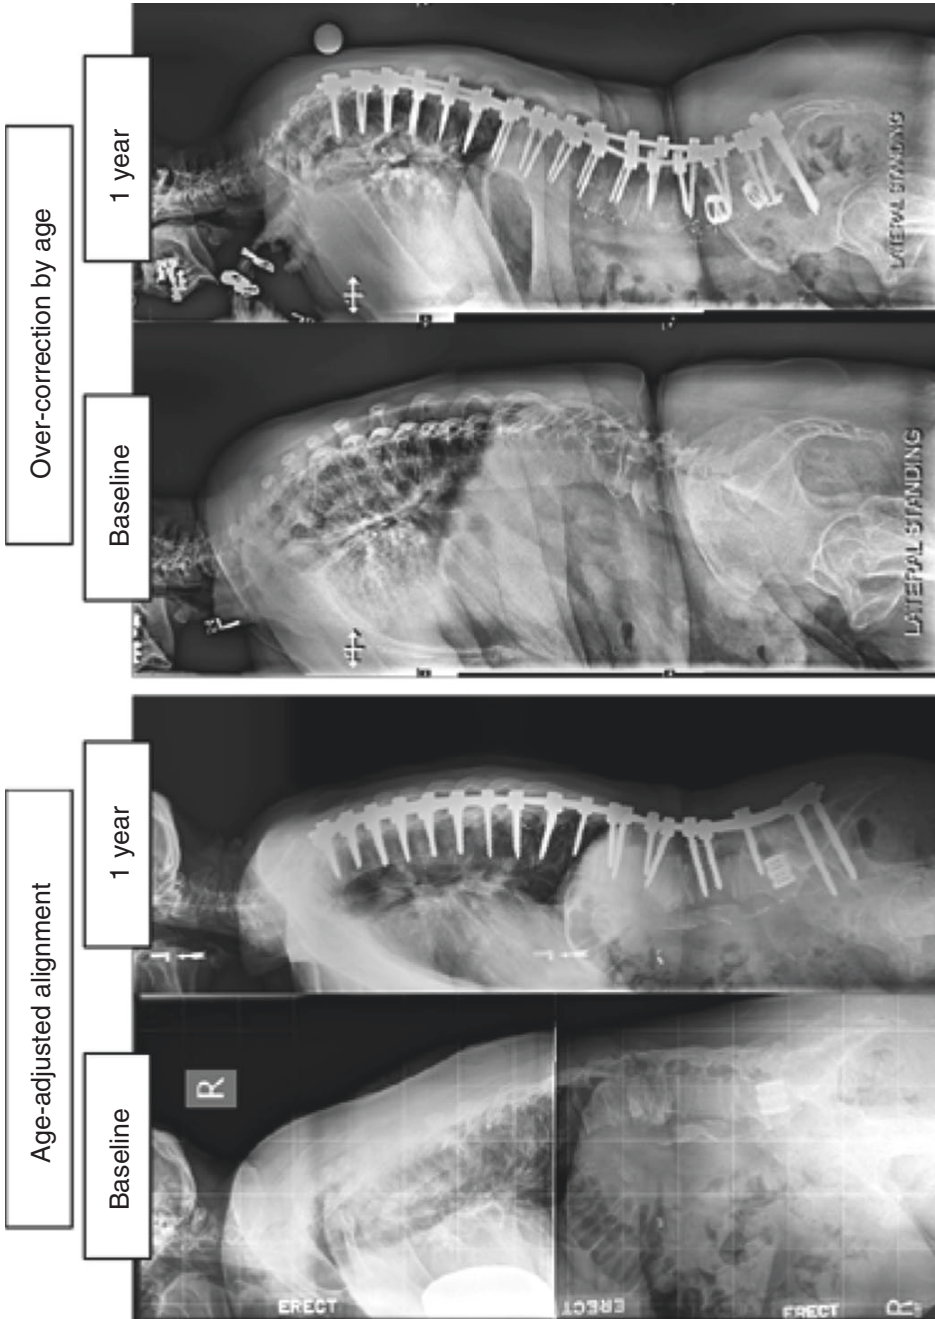 Age-adjusted alignment
Over-correction by age
Baseline
1 year
Baseline
1 year
R
ERECT
ERECT
ERECT
R
L
LATERAL STANDING
LATERAL STANDING